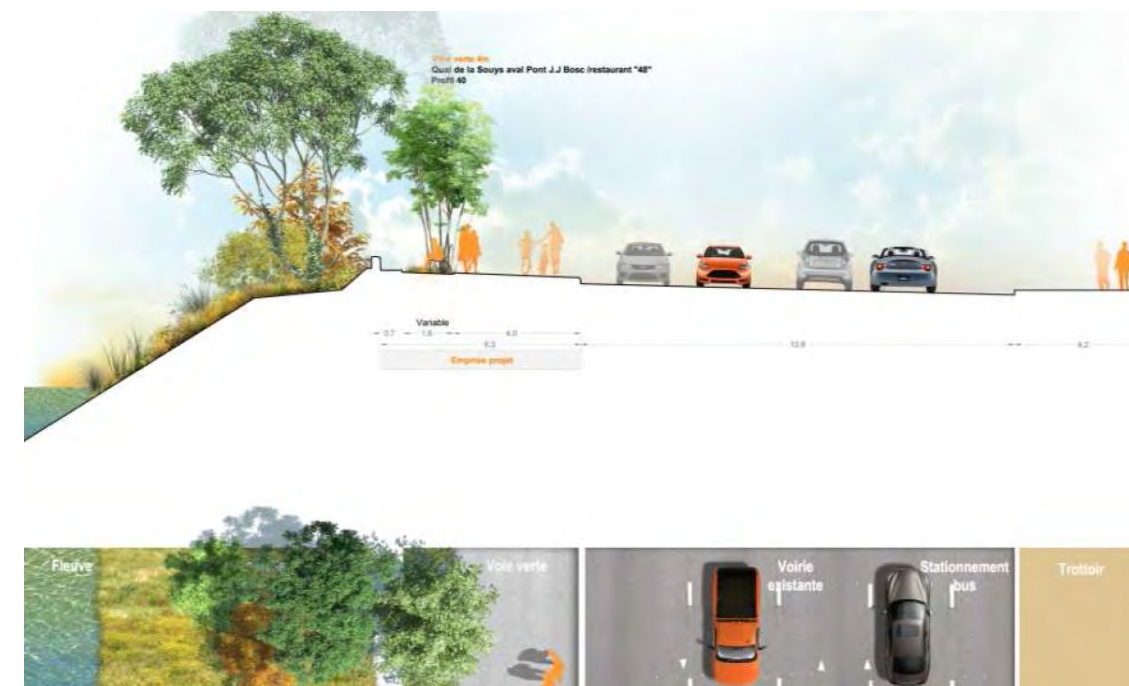 Voie verte 4m
Quai de la Souys aval Pont J.J Bosc /restaurant "48"
Profil 40
Variable
0.7 1.6 4.0
6.3 13.6 4.2
Emprise projet
Fleuve Voie verte Voirie existante Stationnement bus Trottoir